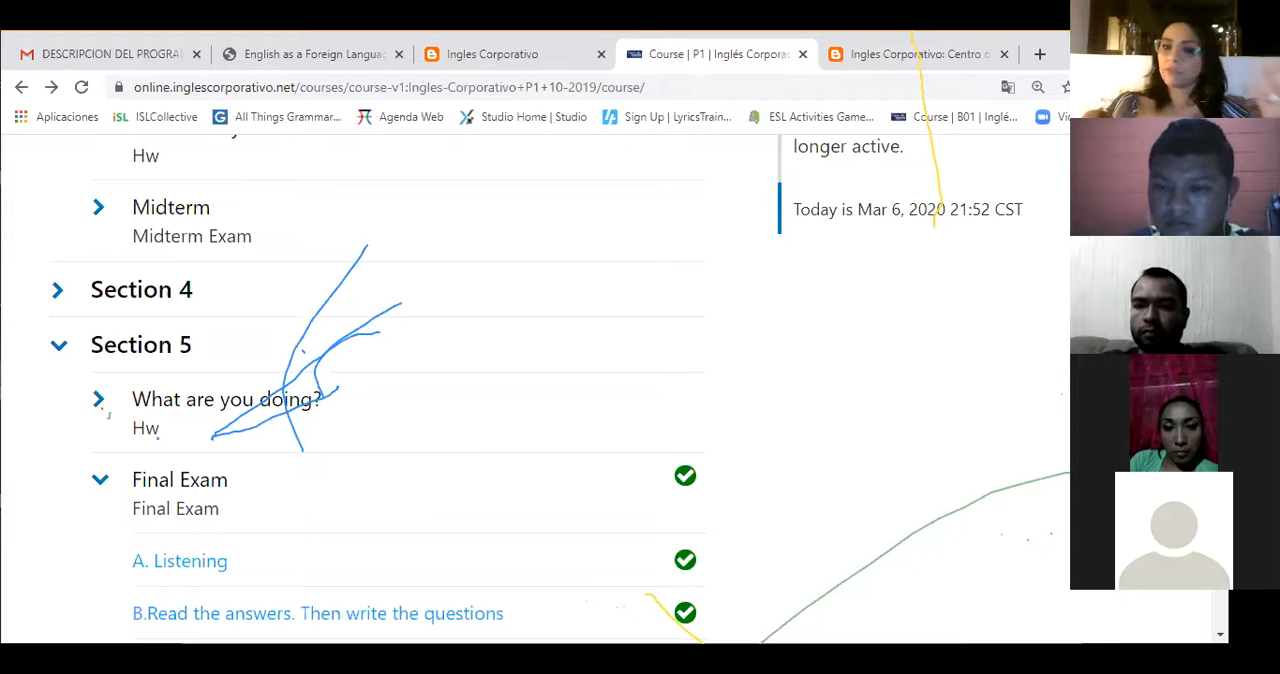 DESCRIPCION DEL PROGRA
English as a Foreign Langua
Ingles Corporativo
Course | P1 | Inglés Corpora
Ingles Corporativo: Centro
online.inglescorporativo.net/courses/course-v1:Ingles-Corporativo+P1+10-2019/course/
Aplicaciones
iSL ISLCollective
G All Things Grammar...
Agenda Web
Studio Home | Studio
Sign Up | LyricsTrain...
ESL Activities Game...
Course | B01 | Inglé...
Hw
longer active.
Midterm
Midterm Exam
Today is Mar 6, 2020 21:52 CST
Section 4
Section 5
What are you doing?
Hw
Final Exam
Final Exam
A. Listening
B.Read the answers. Then write the questions